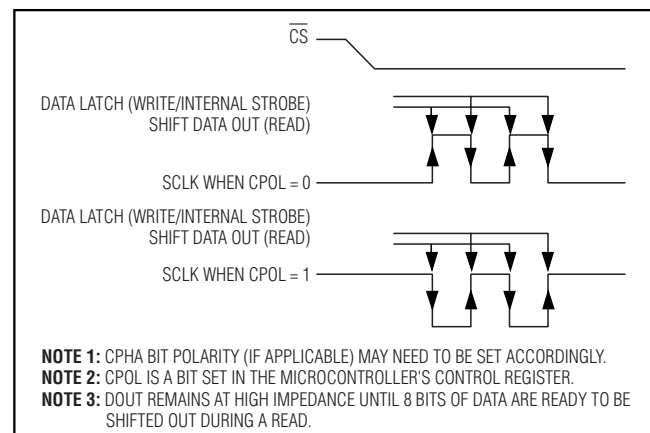 CS
DATA LATCH (WRITE/INTERNAL STROBE)
SHIFT DATA OUT (READ)
SCLK WHEN CPOL = 0
DATA LATCH (WRITE/INTERNAL STROBE)
SHIFT DATA OUT (READ)
SCLK WHEN CPOL = 1
NOTE 1: CPHA BIT POLARITY (IF APPLICABLE) MAY NEED TO BE SET ACCORDINGLY.
NOTE 2: CPOL IS A BIT SET IN THE MICROCONTROLLER'S CONTROL REGISTER.
NOTE 3: DOUT REMAINS AT HIGH IMPEDANCE UNTIL 8 BITS OF DATA ARE READY TO BE
SHIFTED OUT DURING A READ.